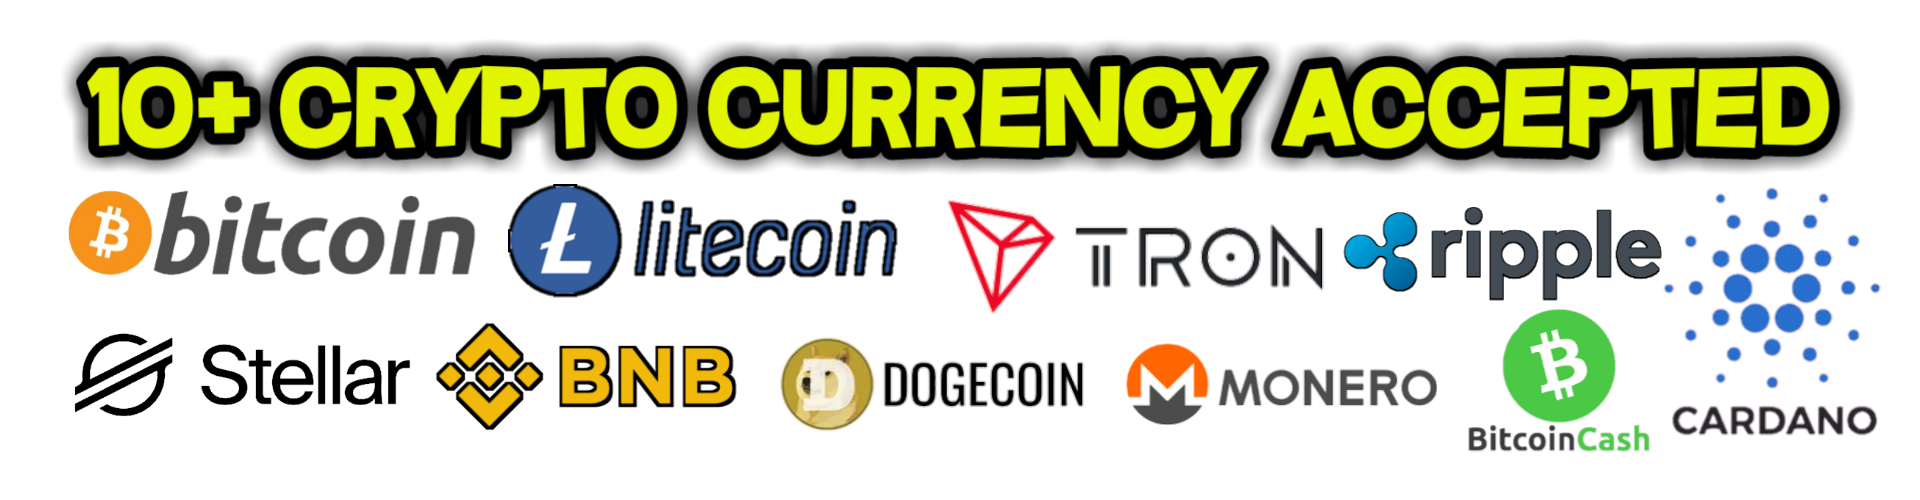 10+ CRYPTO CURRENCY ACCEPTED
bitcoin litecoin TRON ripple
Stellar BNB DOGECOIN MONERO BitcoinCash CARDANO